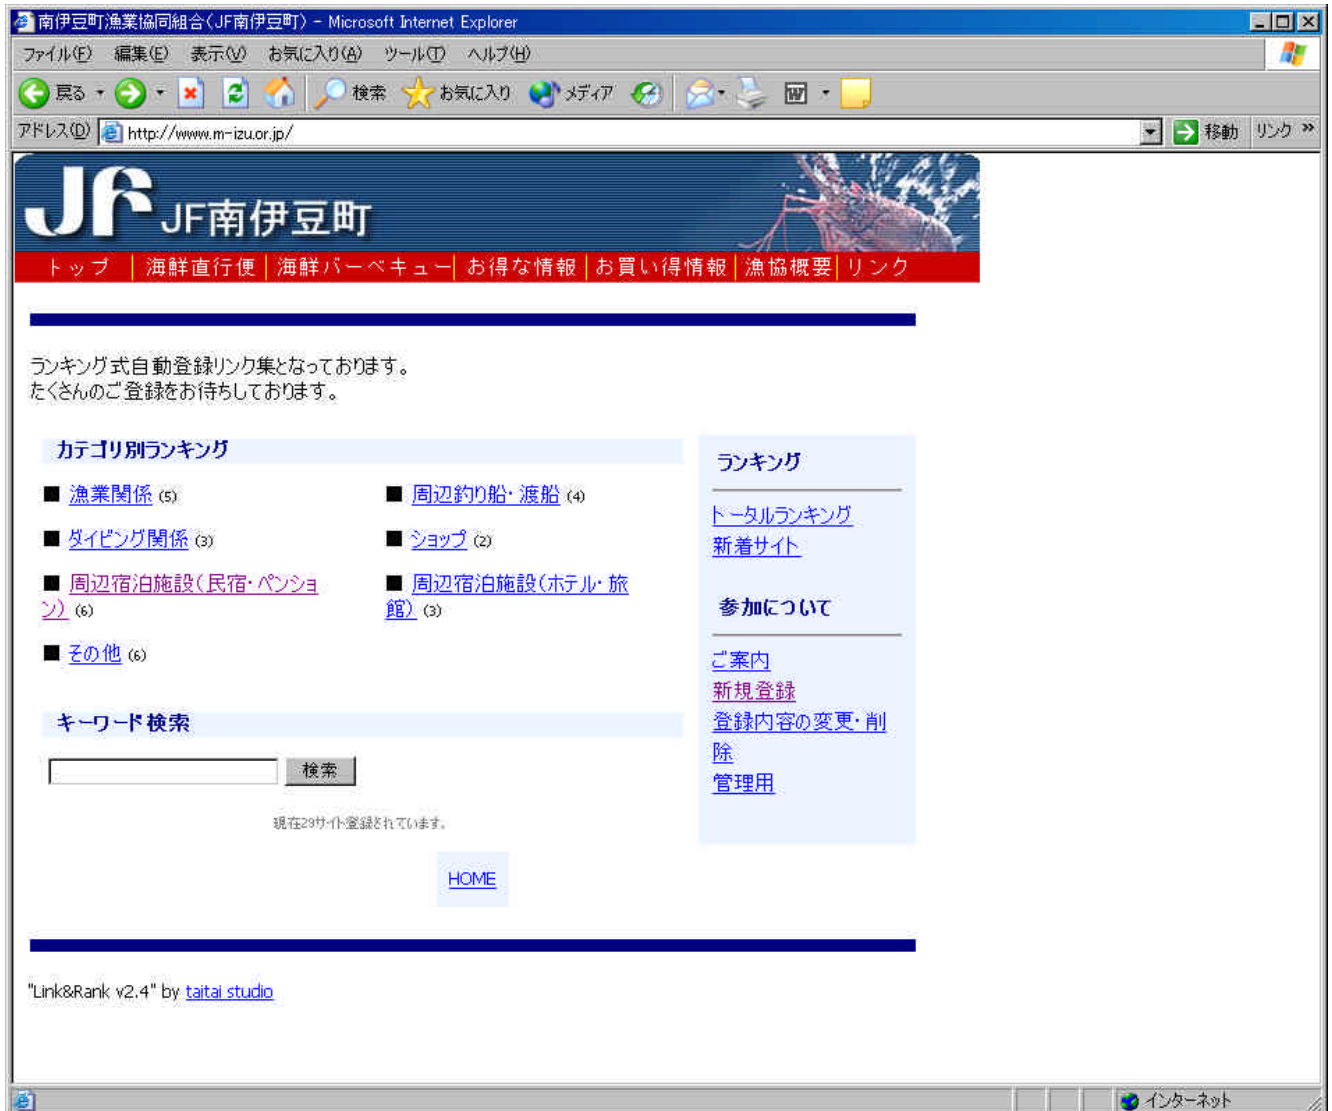 南伊豆町漁業協同組合(JF南伊豆町) - Microsoft Internet Explorer
ファイル(F) 編集(E) 表示(V) お気に入り(A) ツール(T) ヘルプ(H)
戻る 検索 お気に入り メディア
アドレス(D) http://www.m-izu.or.jp/ 移動 リンク »
JF JF南伊豆町
トップ 海鮮直行便 海鮮バーベキュー お得な情報 お買い得情報 漁協概要 リンク
ランキング式自動登録リンク集となっております。
たくさんのご登録をお待ちしております。
カテゴリ別ランキング
■ 漁業関係 (5) ■ 周辺釣り船・渡船 (4)
■ ダイビング関係 (3) ■ ショップ (2)
■ 周辺宿泊施設(民宿・ペンショ
ン) (6)
■ 周辺宿泊施設(ホテル・旅
館) (3)
■ その他 (6)
キーワード検索
検索
現在29サイト登録されています。
ランキング
トータルランキング
新着サイト
参加について
ご案内
新規登録
登録内容の変更・削
除
管理用
HOME
"Link&Rank v2.4" by taitai studio
インターネット